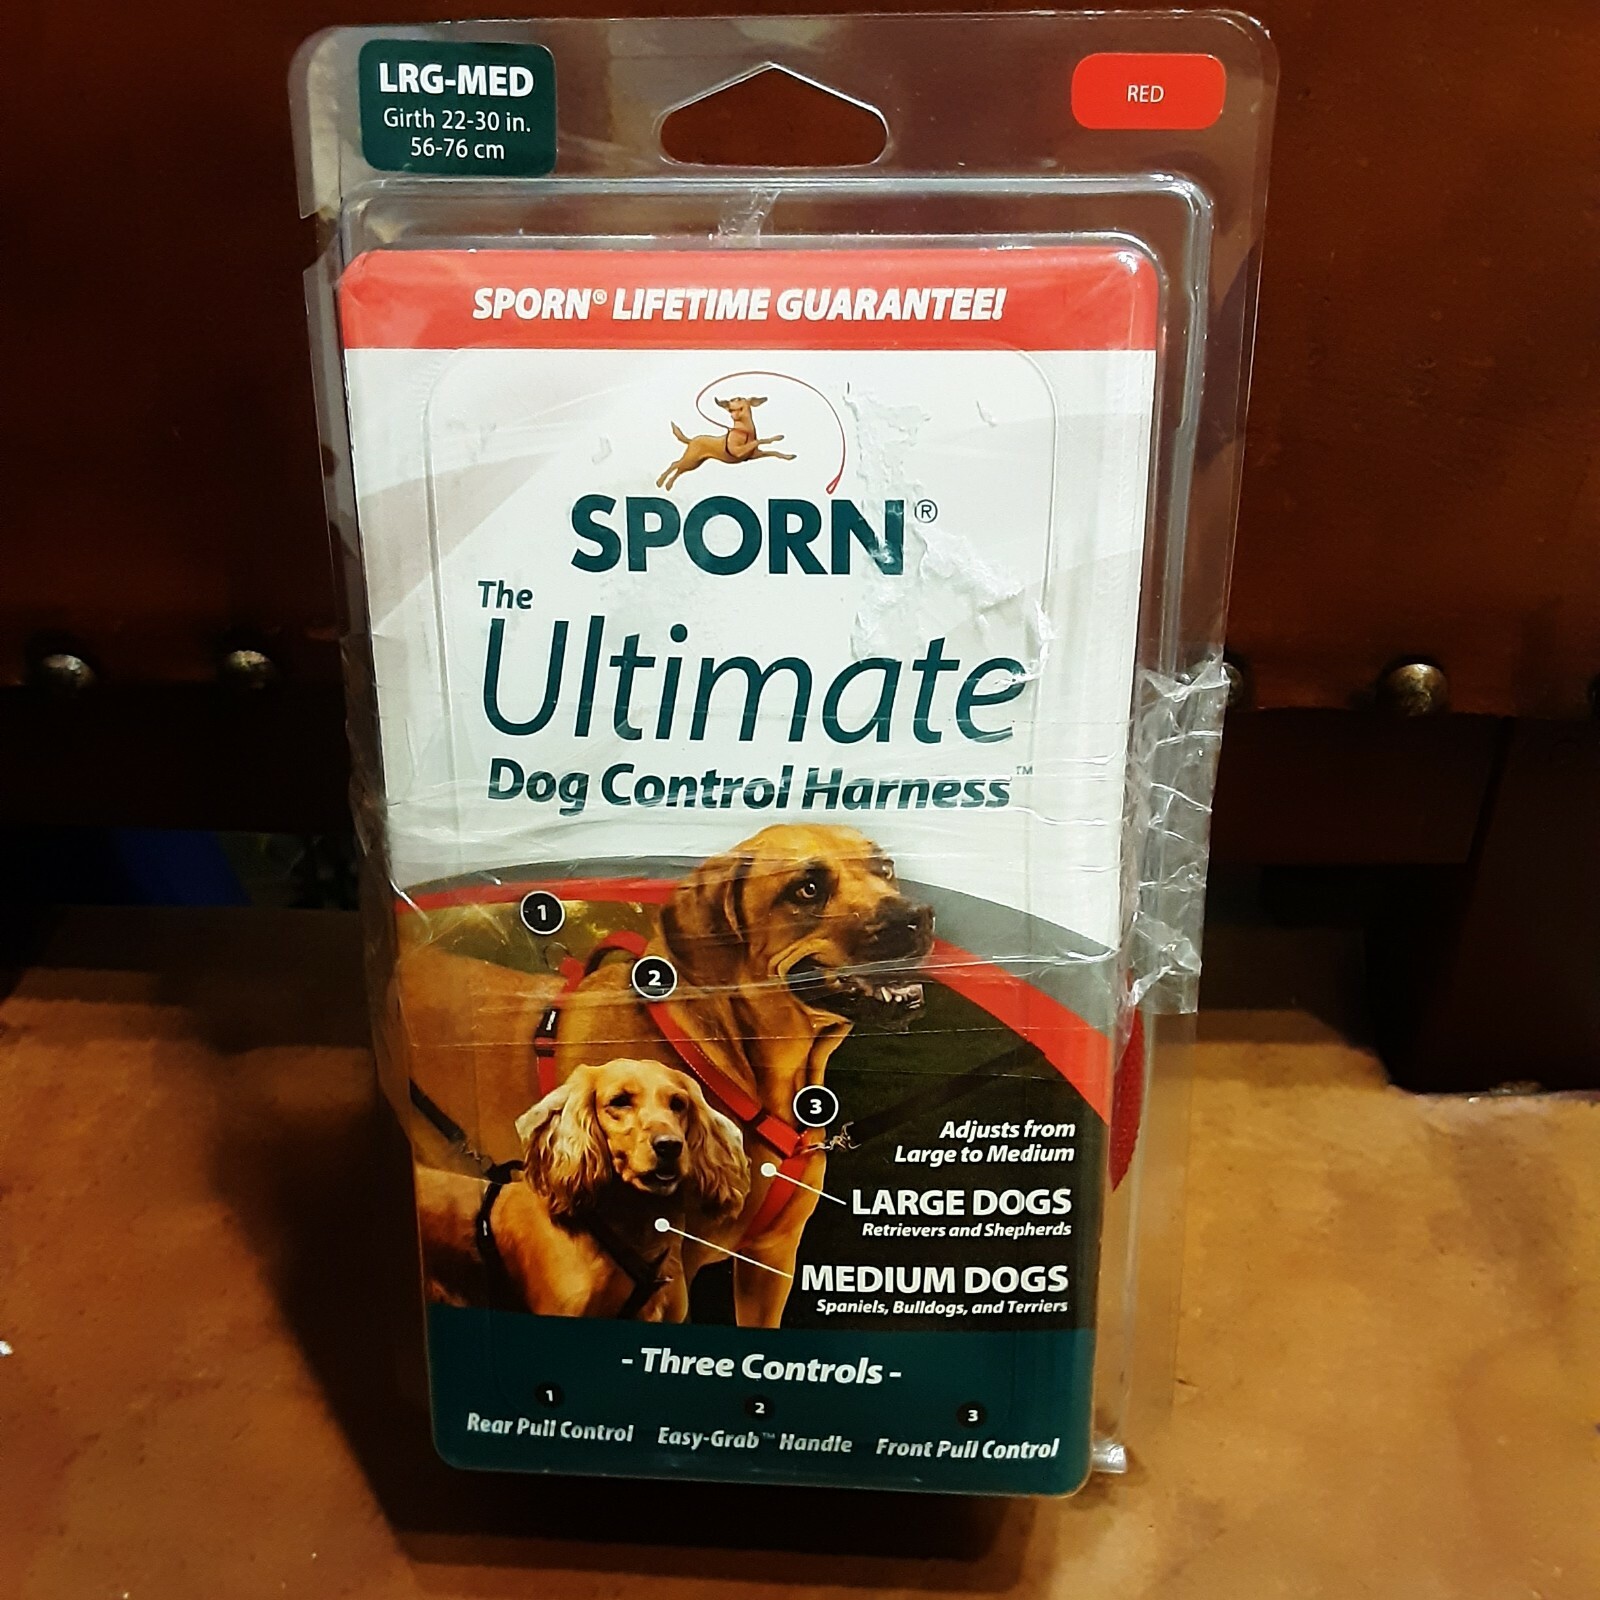 LRG-MED
Girth 22-30 in.
56-76 cm
RED
SPORN® LIFETIME GUARANTEE!
SPORN®
The
Ultimate
Dog Control Harness™
1
2
3
Adjusts from
Large to Medium
LARGE DOGS
Retrievers and Shepherds
MEDIUM DOGS
Spaniels, Bulldogs, and Terriers
- Three Controls -
1
Rear Pull Control
2
Easy-Grab™ Handle
3
Front Pull Control